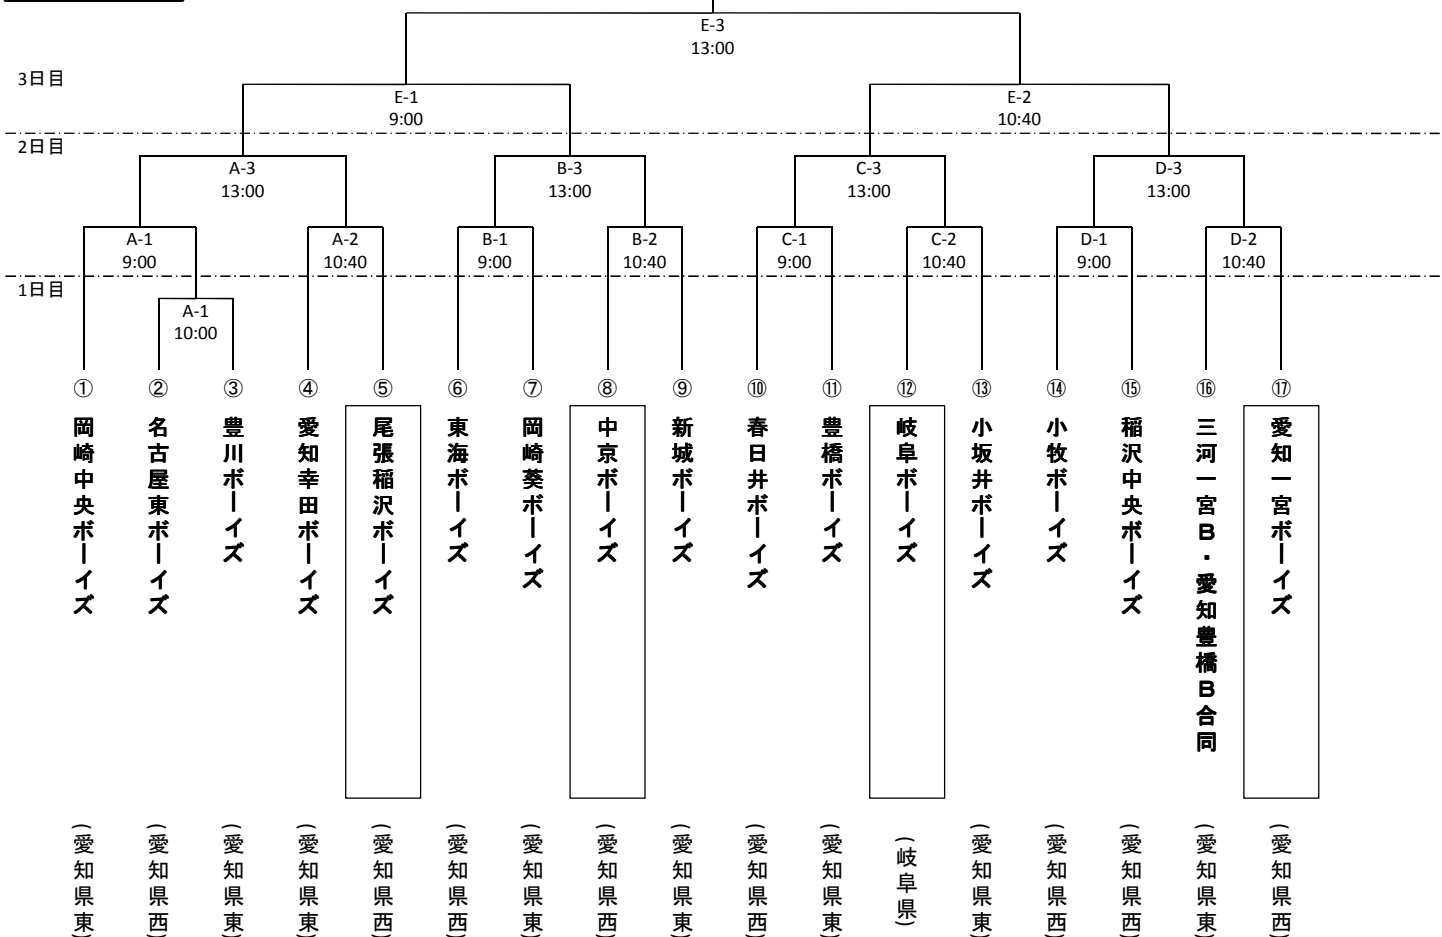 E-3
13:00
3日目
E-1
9:00
E-2
10:40
2日目
A-3
13:00
B-3
13:00
C-3
13:00
D-3
13:00
A-1
9:00
A-2
10:40
B-1
9:00
B-2
10:40
C-1
9:00
C-2
10:40
D-1
9:00
D-2
10:40
1日目
A-1
10:00
①
岡崎中央ボーイズ
(愛知県東)
②
名古屋東ボーイズ
(愛知県西)
③
豊川ボーイズ
(愛知県東)
④
愛知幸田ボーイズ
(愛知県東)
⑤
尾張稲沢ボーイズ
(愛知県西)
⑥
東海ボーイズ
(愛知県西)
⑦
岡崎葵ボーイズ
(愛知県東)
⑧
中京ボーイズ
(愛知県西)
⑨
新城ボーイズ
(愛知県東)
⑩
春日井ボーイズ
(愛知県西)
⑪
豊橋ボーイズ
(愛知県東)
⑫
岐阜ボーイズ
(岐阜県)
⑬
小坂井ボーイズ
(愛知県東)
⑭
小牧ボーイズ
(愛知県西)
⑮
稲沢中央ボーイズ
(愛知県西)
⑯
三河一宮B・愛知豊橋B合同
(愛知県東)
⑰
愛知一宮ボーイズ
(愛知県西)